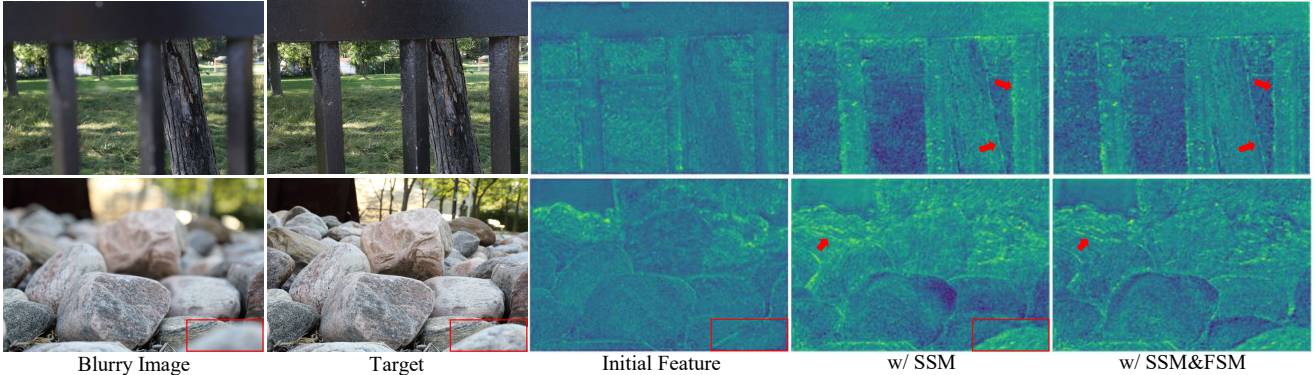 Blurry Image
Target
Initial Feature
w/ SSM
w/ SSM&FSM